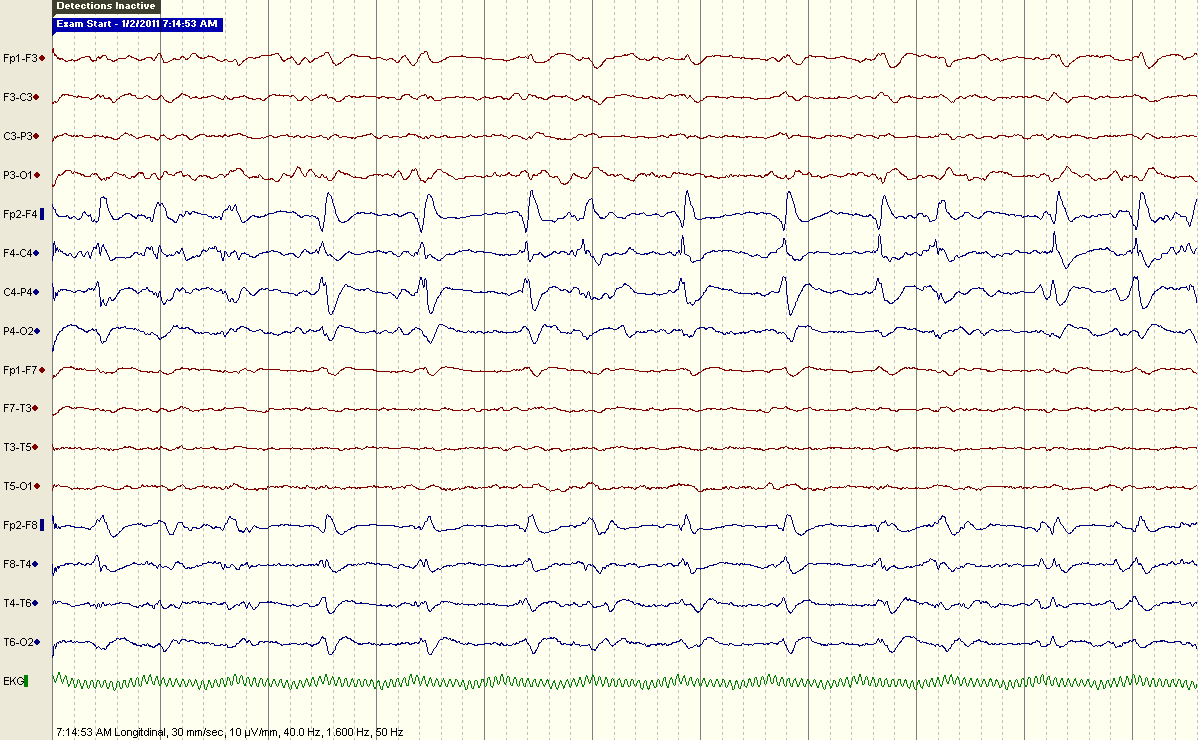 Detections Inactive
Exam Start - 1/2/2011 7:14:53 AM
Fp1-F3
F3-C3
C3-P3
P3-O1
Fp2-F4
F4-C4
C4-P4
P4-O2
Fp1-F7
F7-T3
T3-T5
T5-O1
Fp2-F8
F8-T4
T4-T6
T6-O2
EKG
7:14:53 AM Longitdinal, 30 mm/sec, 10 µV/mm, 40.0 Hz, 1.600 Hz, 50 Hz